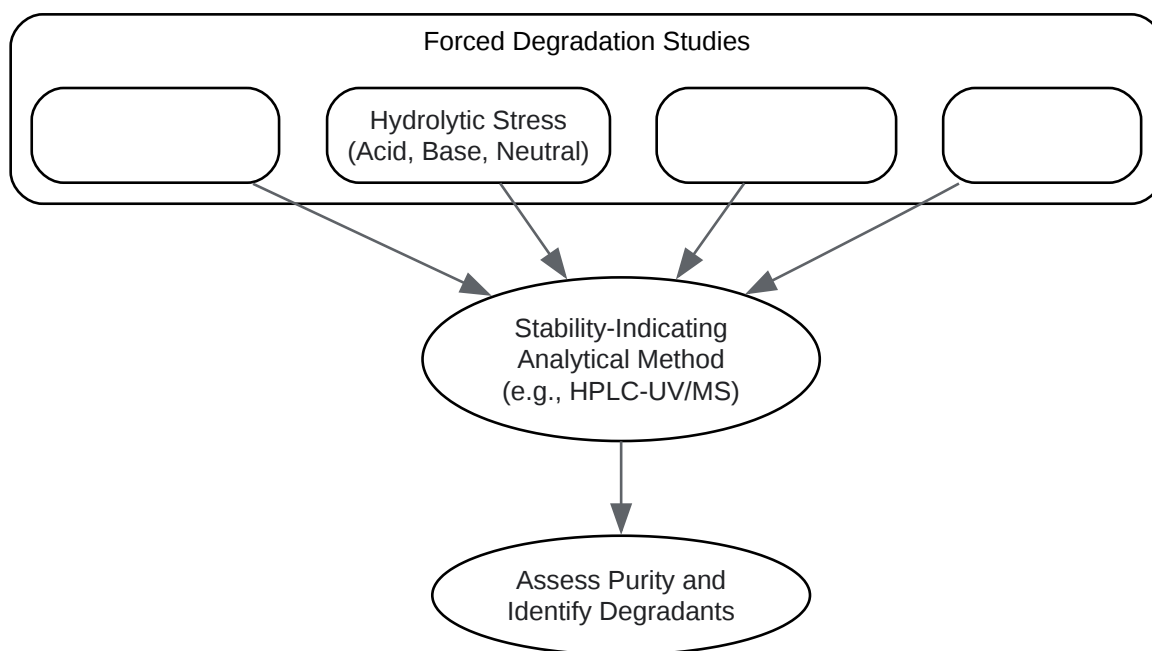 Forced Degradation Studies
Hydrolytic Stress
(Acid, Base, Neutral)
Stability-Indicating
Analytical Method
(e.g., HPLC-UV/MS)
Assess Purity and
Identify Degradants